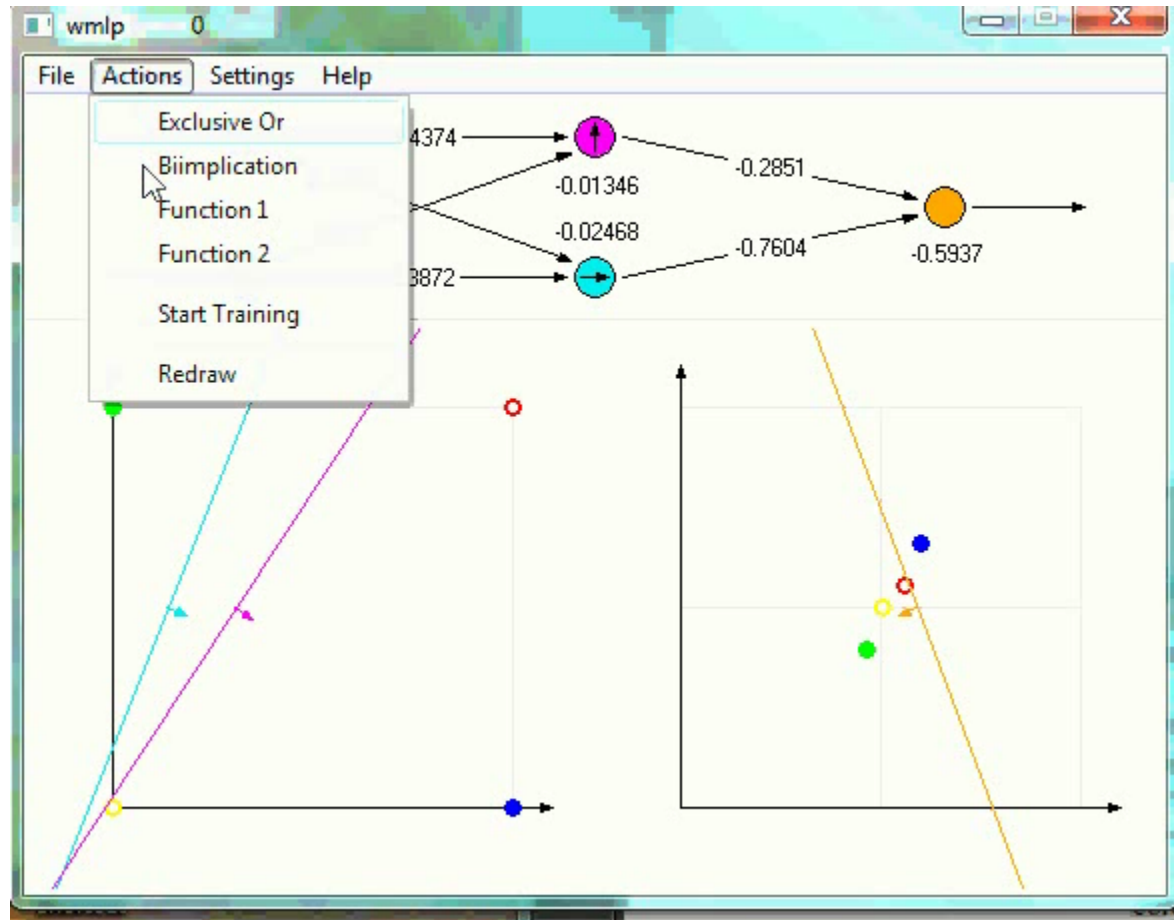 wmlp 0
File Actions Settings Help
Exclusive Or
Biimplication
Function 1
Function 2
Start Training
Redraw
4374
-0.01346
-0.2851
-0.02468
-0.7604
-0.5937
3872